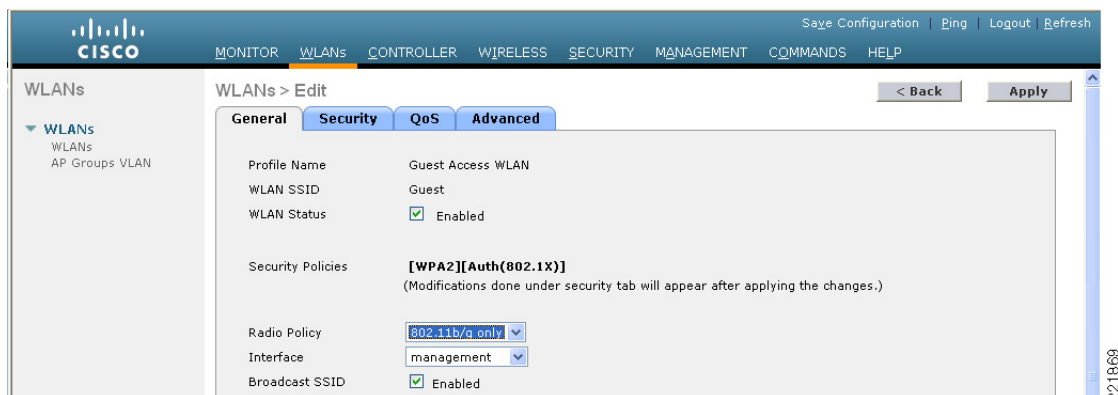 Save Configuration | Ping | Logout | Refresh
CISCO
MONITOR WLANs CONTROLLER WIRELESS SECURITY MANAGEMENT COMMANDS HELP
WLANs
WLANs
WLANs
AP Groups VLAN
WLANs > Edit
< Back
Apply
General Security QoS Advanced
Profile Name Guest Access WLAN
WLAN SSID Guest
WLAN Status Enabled
Security Policies [WPA2][Auth(802.1X)]
(Modifications done under security tab will appear after applying the changes.)
Radio Policy 802.11b/g only
Interface management
Broadcast SSID Enabled
221869